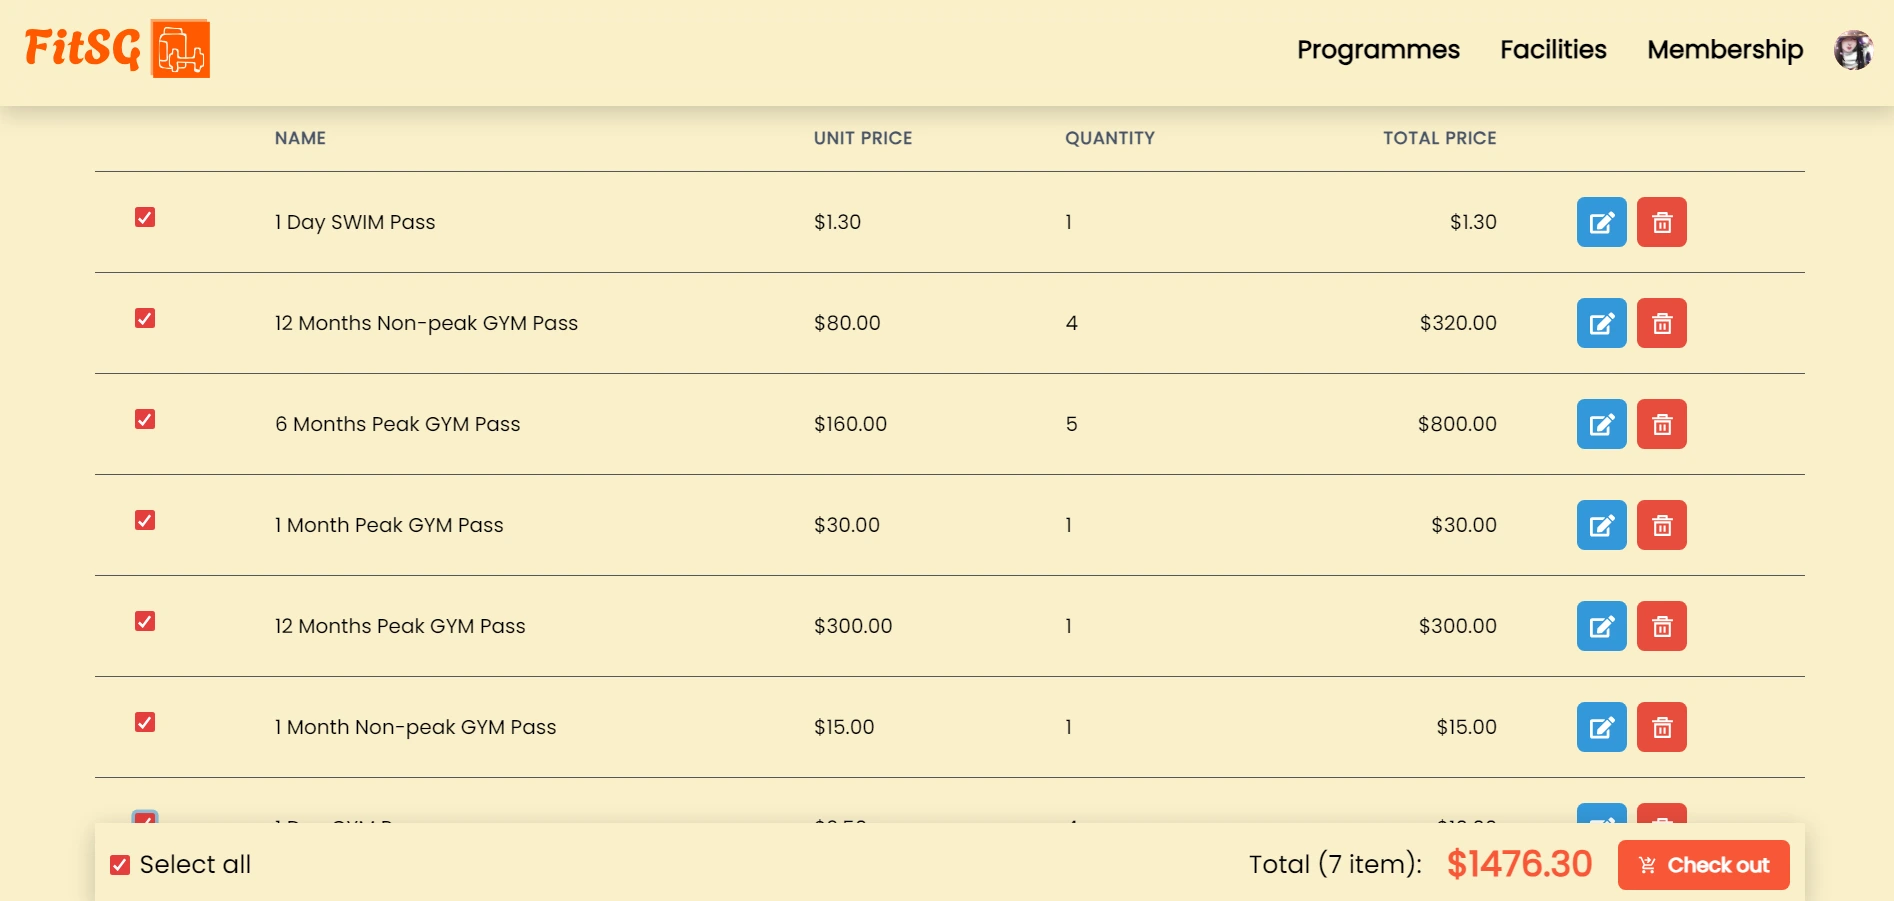 FitSG
Programmes Facilities Membership
NAME UNIT PRICE QUANTITY TOTAL PRICE
1 Day SWIM Pass $1.30 1 $1.30
12 Months Non-peak GYM Pass $80.00 4 $320.00
6 Months Peak GYM Pass $160.00 5 $800.00
1 Month Peak GYM Pass $30.00 1 $30.00
12 Months Peak GYM Pass $300.00 1 $300.00
1 Month Non-peak GYM Pass $15.00 1 $15.00
Select all Total (7 item): $1476.30 Check out